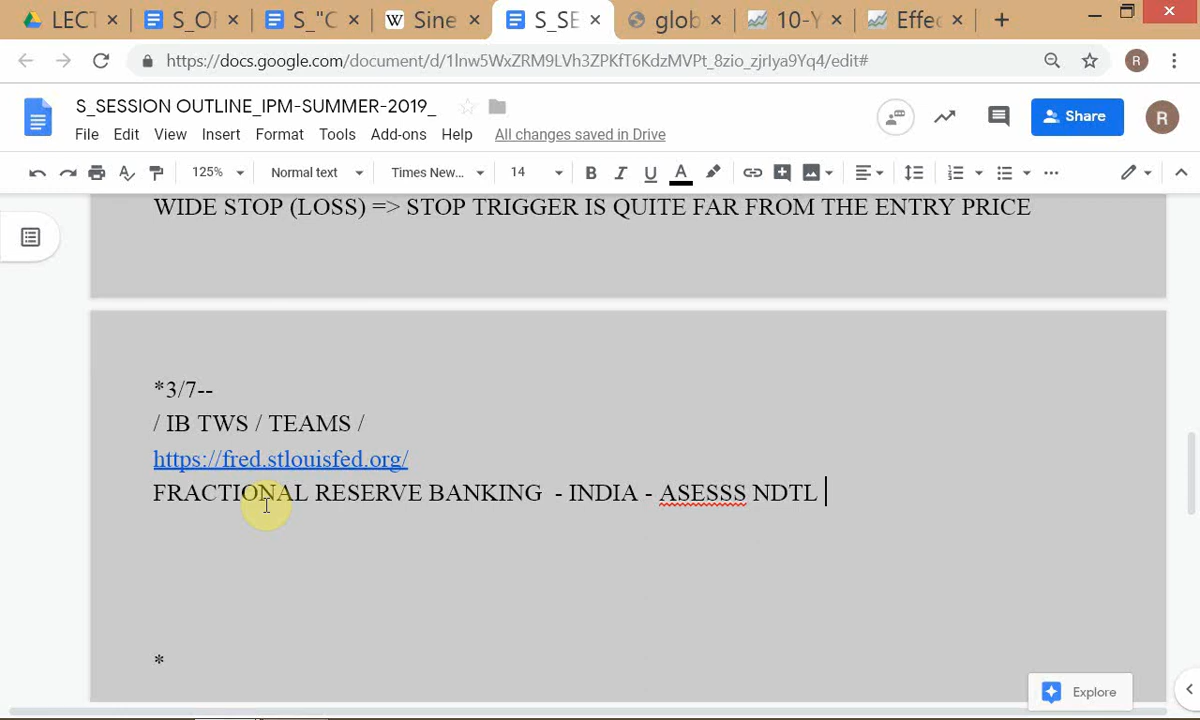 LECT
S_OF
S_"C
W Sine
S_SE
glob
10-Y
Effec
https://docs.google.com/document/d/1lnw5WxZRM9LVh3ZPKfT6KdzMVPt_8zio_zjrIya9Yq4/edit#
R
S_SESSION OUTLINE_IPM-SUMMER-2019_
Share
R
File Edit View Insert Format Tools Add-ons Help All changes saved in Drive
125% Normal text Times New... 14 B I U A
WIDE STOP (LOSS) => STOP TRIGGER IS QUITE FAR FROM THE ENTRY PRICE
*3/7--
/ IB TWS / TEAMS /
https://fred.stlouisfed.org/
FRACTIONAL RESERVE BANKING - INDIA - ASESSS NDTL
*
Explore